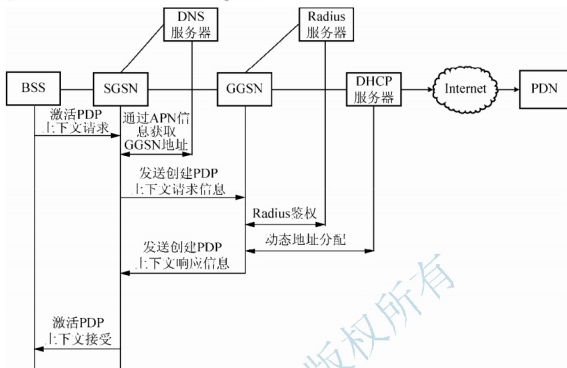 DNS
服务器
Radius
服务器
BSS
SGSN
GGSN
DHCP
服务器
Internet
PDN
激活PDP
上下文请求
通过APN信
息获取
GGSN地址
发送创建PDP
上下文请求信息
Radius鉴权
动态地址分配
发送创建PDP
上下文响应信息
激活PDP
上下文接受
版权所有